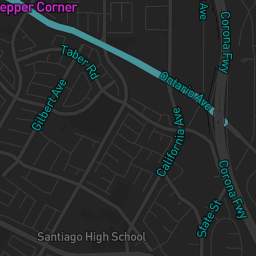 epper Corner
Ave
Corona Fwy
Taber Rd
Ontario Ave
Gilbert Ave
California Ave
Corona Fwy
State St
Santiago High School